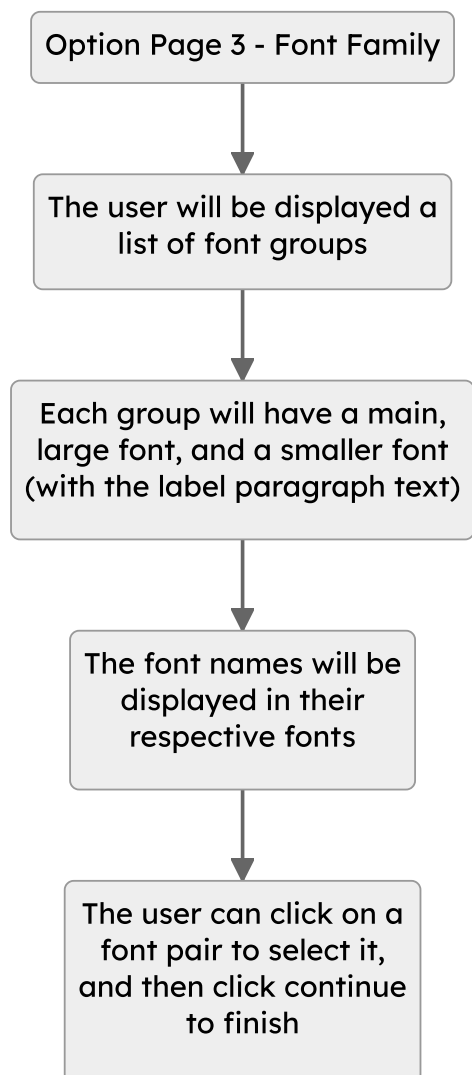 Option Page 3 - Font Family
The user will be displayed a
list of font groups
Each group will have a main,
large font, and a smaller font
(with the label paragraph text)
The font names will be
displayed in their
respective fonts
The user can click on a
font pair to select it,
and then click continue
to finish